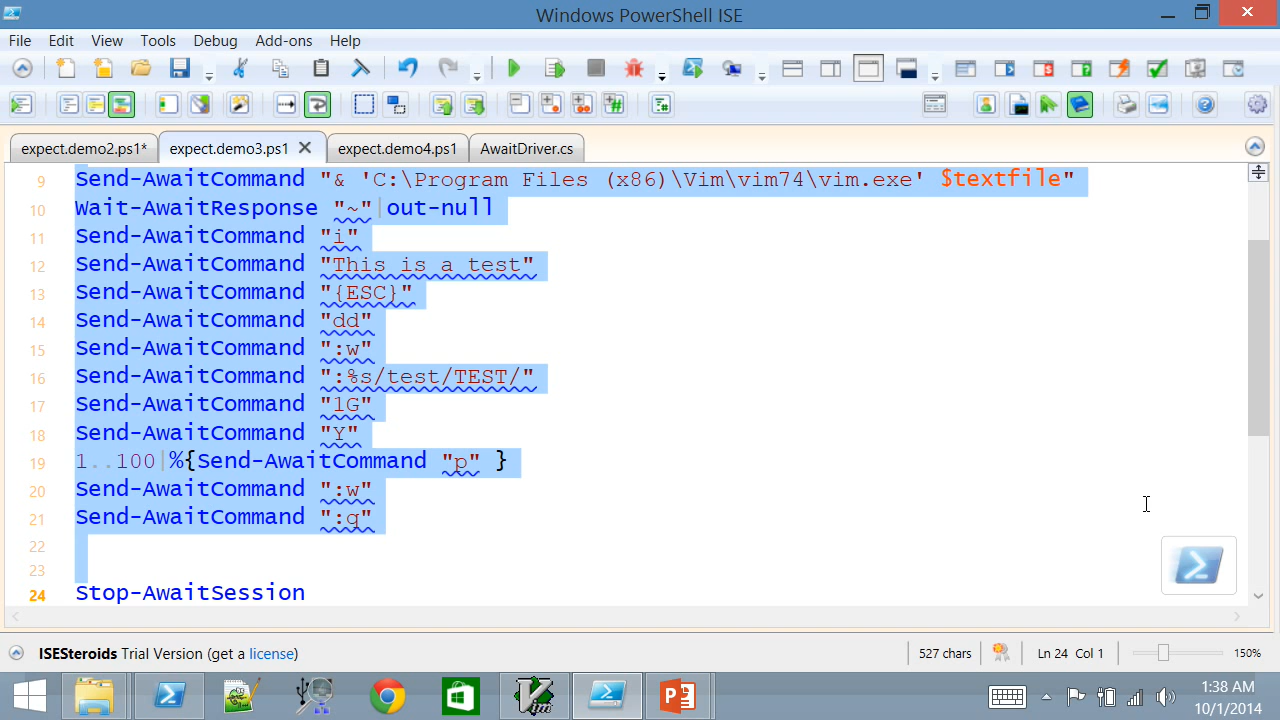 Windows PowerShell ISE
File Edit View Tools Debug Add-ons Help
expect.demo2.ps1* expect.demo3.ps1 expect.demo4.ps1 AwaitDriver.cs
9 Send-AwaitCommand "& 'C:\Program Files (x86)\Vim\vim74\vim.exe' $textfile"
10 Wait-AwaitResponse "~"|out-null
11 Send-AwaitCommand "i"
12 Send-AwaitCommand "This is a test"
13 Send-AwaitCommand "{ESC}"
14 Send-AwaitCommand "dd"
15 Send-AwaitCommand ":w"
16 Send-AwaitCommand ":%s/test/TEST/"
17 Send-AwaitCommand "1G"
18 Send-AwaitCommand "Y"
19 1..100|%{Send-AwaitCommand "p" }
20 Send-AwaitCommand ":w"
21 Send-AwaitCommand ":q"
22
23
24 Stop-AwaitSession
ISESteroids Trial Version (get a license) 527 chars Ln 24 Col 1 150%
1:38 AM
10/1/2014